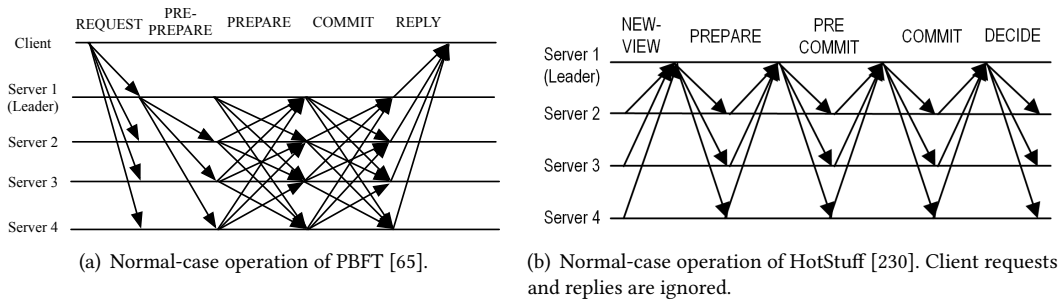 REQUEST
PRE-
PREPARE
PREPARE
COMMIT
REPLY
Client
Server 1
(Leader)
Server 2
Server 3
Server 4
(a) Normal-case operation of PBFT [65].
NEW-
VIEW
PREPARE
PRE
COMMIT
COMMIT
DECIDE
Server 1
(Leader)
Server 2
Server 3
Server 4
(b) Normal-case operation of HotStuff [230]. Client requests
and replies are ignored.